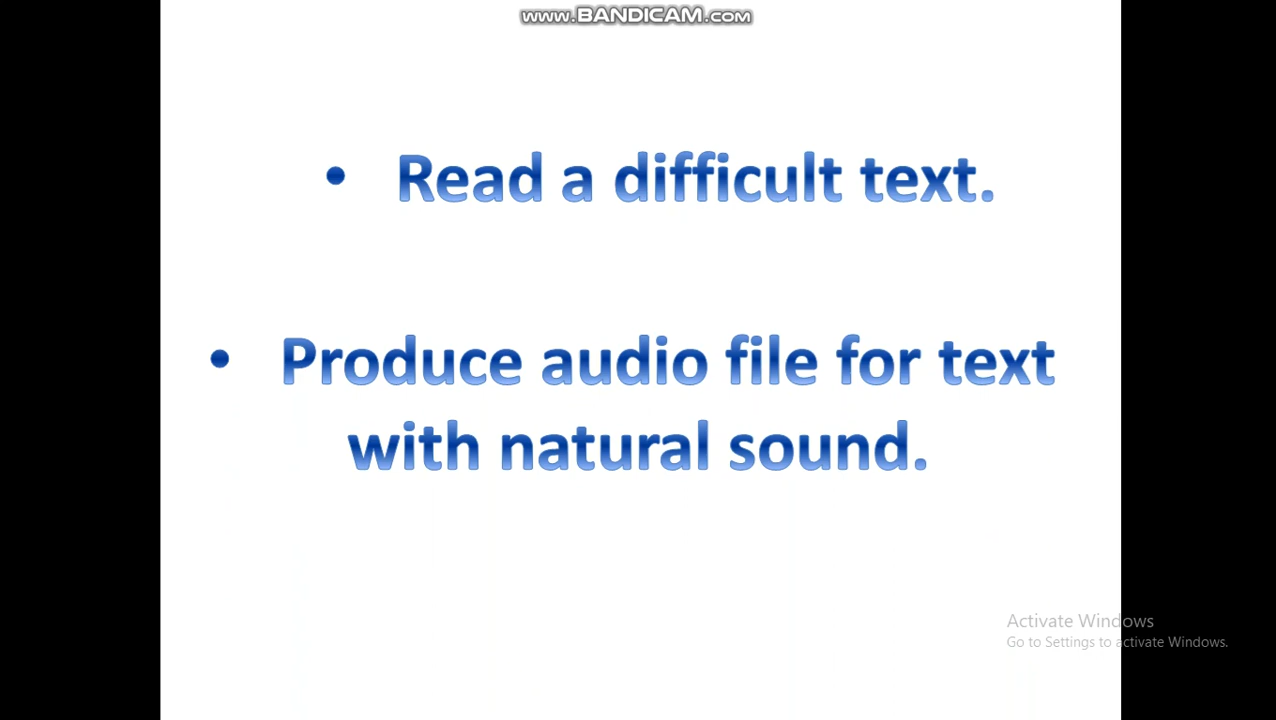 www.BANDICAM.com
• Read a difficult text.
• Produce audio file for text
with natural sound.
Activate Windows
Go to Settings to activate Windows.